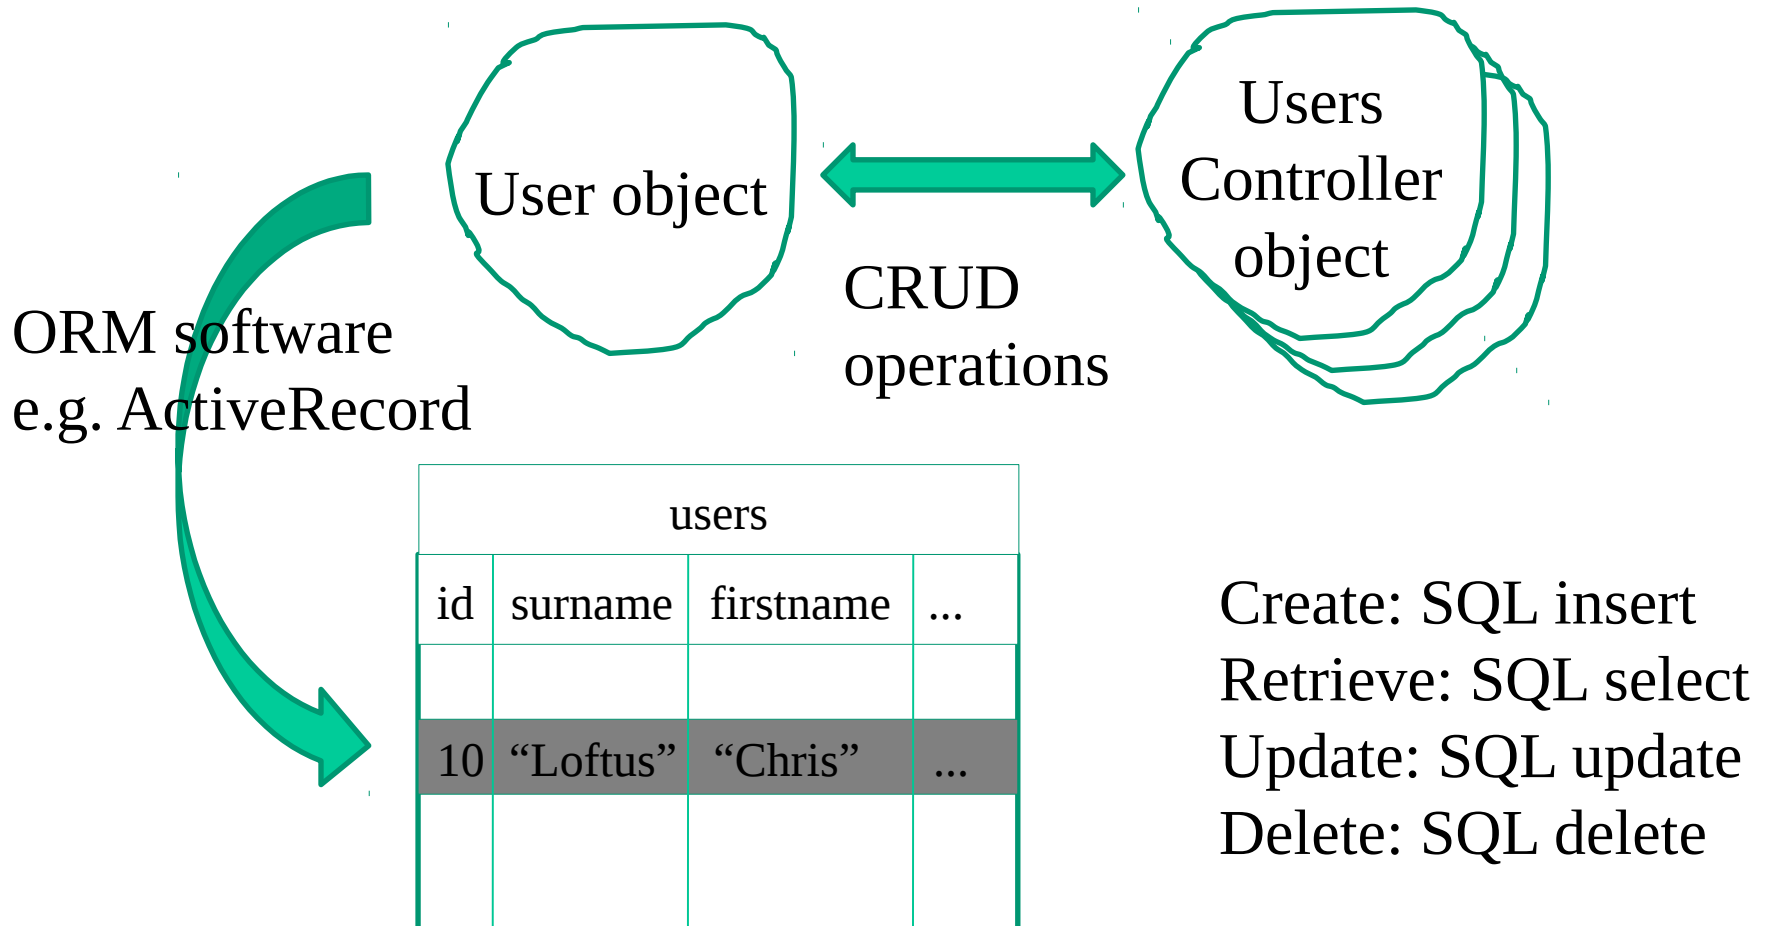 User object
Users
Controller
object
CRUD
operations
ORM software
e.g. ActiveRecord
users
id surname firstname ...
10 “Loftus” “Chris” ...
Create: SQL insert
Retrieve: SQL select
Update: SQL update
Delete: SQL delete